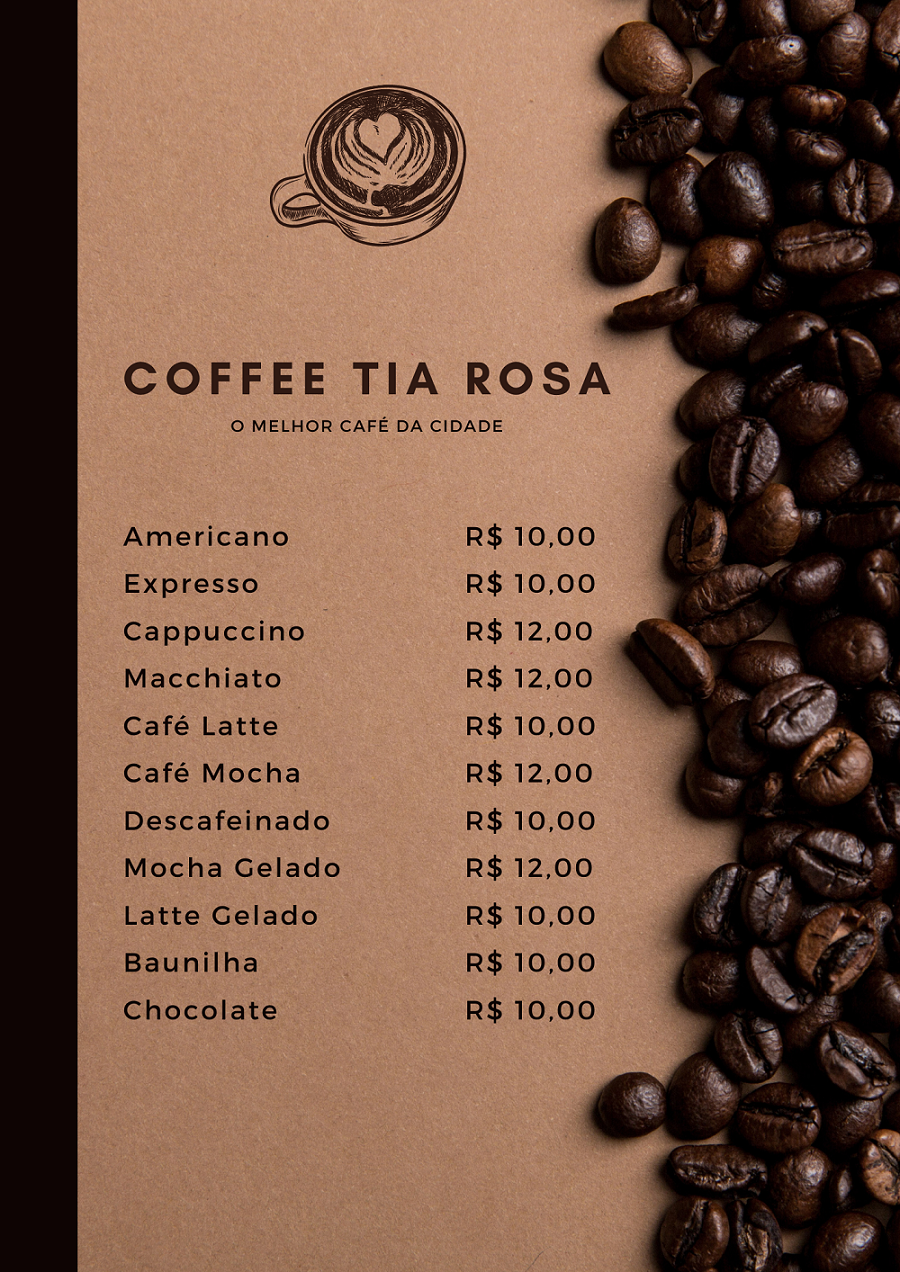 COFFEE TIA ROSA
O MELHOR CAFÉ DA CIDADE
Americano R$ 10,00
Expresso R$ 10,00
Cappuccino R$ 12,00
Macchiato R$ 12,00
Café Latte R$ 10,00
Café Mocha R$ 12,00
Descafeinado R$ 10,00
Mocha Gelado R$ 12,00
Latte Gelado R$ 10,00
Baunilha R$ 10,00
Chocolate R$ 10,00